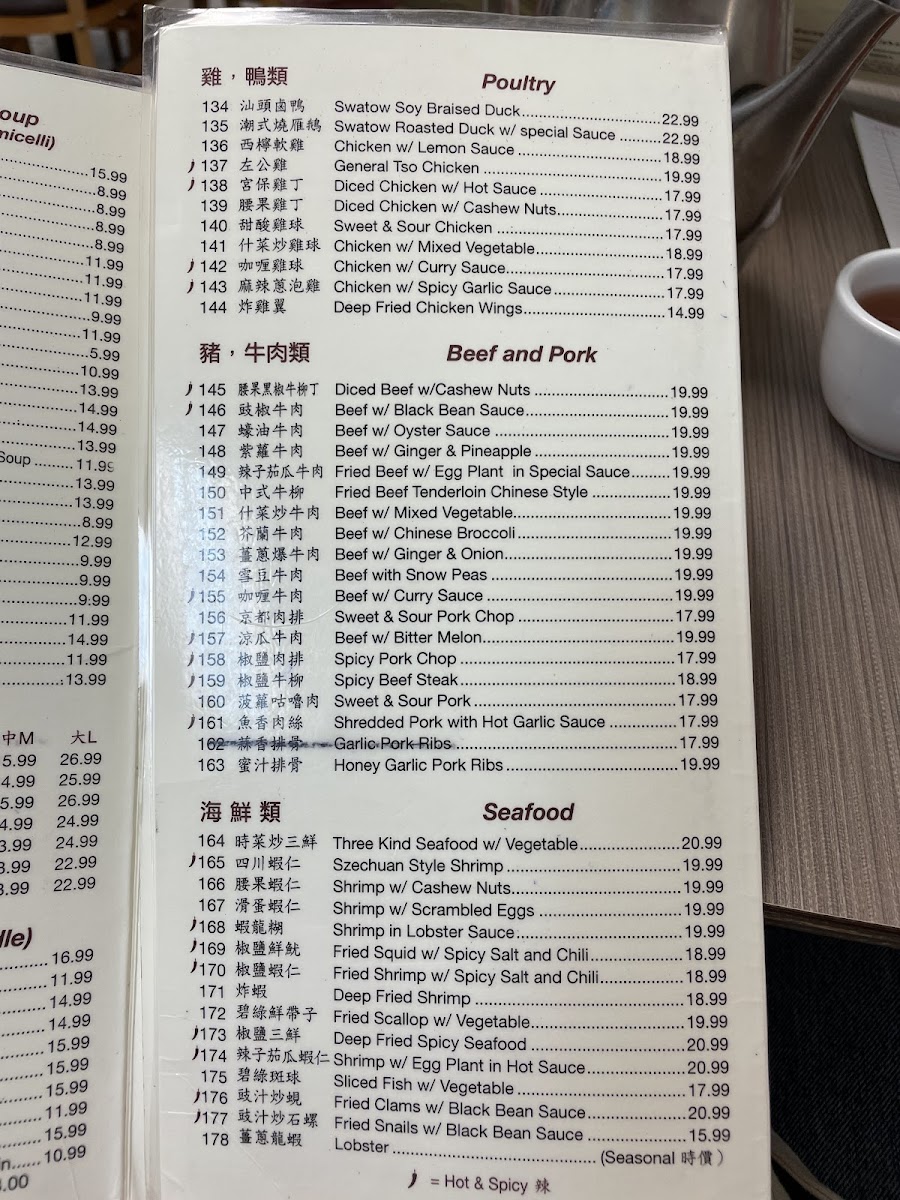 oup
micelli)
15.99
8.99
8.99
8.99
8.99
11.99
11.99
11.99
9.99
11.99
5.99
10.99
13.99
14.99
14.99
13.99
Soup ........ 11.99
13.99
13.99
8.99
12.99
9.99
9.99
9.99
11.99
14.99
11.99
13.99
中M 大L
5.99 26.99
4.99 25.99
5.99 26.99
4.99 24.99
3.99 24.99
3.99 22.99
3.99 22.99
dle)
16.99
11.99
14.99
14.99
15.99
15.99
15.99
11.99
15.99
in...... 10.99
雞，鴨類 Poultry
134 汕頭鹵鴨 Swatow Soy Braised Duck 22.99
135 潮式燒雁鵝 Swatow Roasted Duck w/ special Sauce 22.99
136 西檸軟雞 Chicken w/ Lemon Sauce 18.99
137 左公雞 General Tso Chicken 19.99
138 宮保雞丁 Diced Chicken w/ Hot Sauce 17.99
139 腰果雞丁 Diced Chicken w/ Cashew Nuts 17.99
140 甜酸雞球 Sweet & Sour Chicken 17.99
141 什菜炒雞球 Chicken w/ Mixed Vegetable 18.99
142 咖喱雞球 Chicken w/ Curry Sauce 17.99
143 麻辣蔥泡雞 Chicken w/ Spicy Garlic Sauce 17.99
144 炸雞翼 Deep Fried Chicken Wings 14.99
豬，牛肉類 Beef and Pork
145 腰果黑椒牛柳丁 Diced Beef w/Cashew Nuts 19.99
146 豉椒牛肉 Beef w/ Black Bean Sauce 19.99
147 蠔油牛肉 Beef w/ Oyster Sauce 19.99
148 紫蘿牛肉 Beef w/ Ginger & Pineapple 19.99
149 辣子茄瓜牛肉 Fried Beef w/ Egg Plant in Special Sauce 19.99
150 中式牛柳 Fried Beef Tenderloin Chinese Style 19.99
151 什菜炒牛肉 Beef w/ Mixed Vegetable 19.99
152 芥蘭牛肉 Beef w/ Chinese Broccoli 19.99
153 薑蔥爆牛肉 Beef w/ Ginger & Onion 19.99
154 雪豆牛肉 Beef with Snow Peas 19.99
155 咖喱牛肉 Beef w/ Curry Sauce 19.99
156 京都肉排 Sweet & Sour Pork Chop 17.99
157 涼瓜牛肉 Beef w/ Bitter Melon 19.99
158 椒鹽肉排 Spicy Pork Chop 17.99
159 椒鹽牛柳 Spicy Beef Steak 18.99
160 菠蘿咕嚕肉 Sweet & Sour Pork 17.99
161 魚香肉絲 Shredded Pork with Hot Garlic Sauce 17.99
162 蒜香排骨 Garlic Pork Ribs 17.99
163 蜜汁排骨 Honey Garlic Pork Ribs 19.99
海鮮類 Seafood
164 時菜炒三鮮 Three Kind Seafood w/ Vegetable 20.99
165 四川蝦仁 Szechuan Style Shrimp 19.99
166 腰果蝦仁 Shrimp w/ Cashew Nuts 19.99
167 滑蛋蝦仁 Shrimp w/ Scrambled Eggs 19.99
168 蝦龍糊 Shrimp in Lobster Sauce 19.99
169 椒鹽鮮魷 Fried Squid w/ Spicy Salt and Chili 18.99
170 椒鹽蝦仁 Fried Shrimp w/ Spicy Salt and Chili 18.99
171 炸蝦 Deep Fried Shrimp 18.99
172 碧綠鮮帶子 Fried Scallop w/ Vegetable 19.99
173 椒鹽三鮮 Deep Fried Spicy Seafood 20.99
174 辣子茄瓜蝦仁 Shrimp w/ Egg Plant in Hot Sauce 20.99
175 碧綠斑球 Sliced Fish w/ Vegetable 17.99
176 豉汁炒蜆 Fried Clams w/ Black Bean Sauce 20.99
177 豉汁炒石螺 Fried Snails w/ Black Bean Sauce 15.99
178 薑蔥龍蝦 Lobster (Seasonal 時價)
= Hot & Spicy 辣